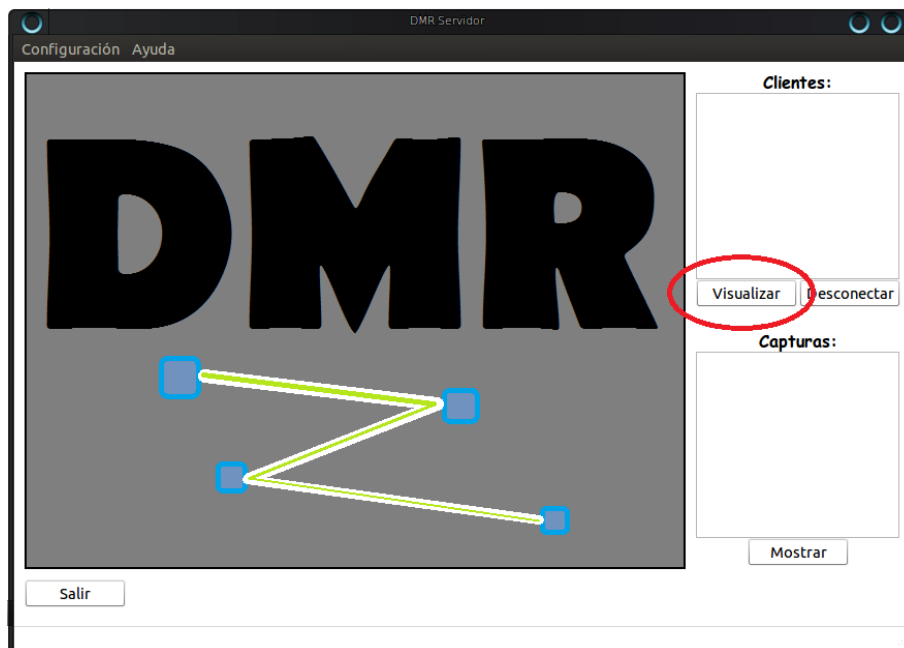 DMR Servidor
Configuración Ayuda
DMR
Clientes:
Visualizar Desconectar
Capturas:
Mostrar
Salir